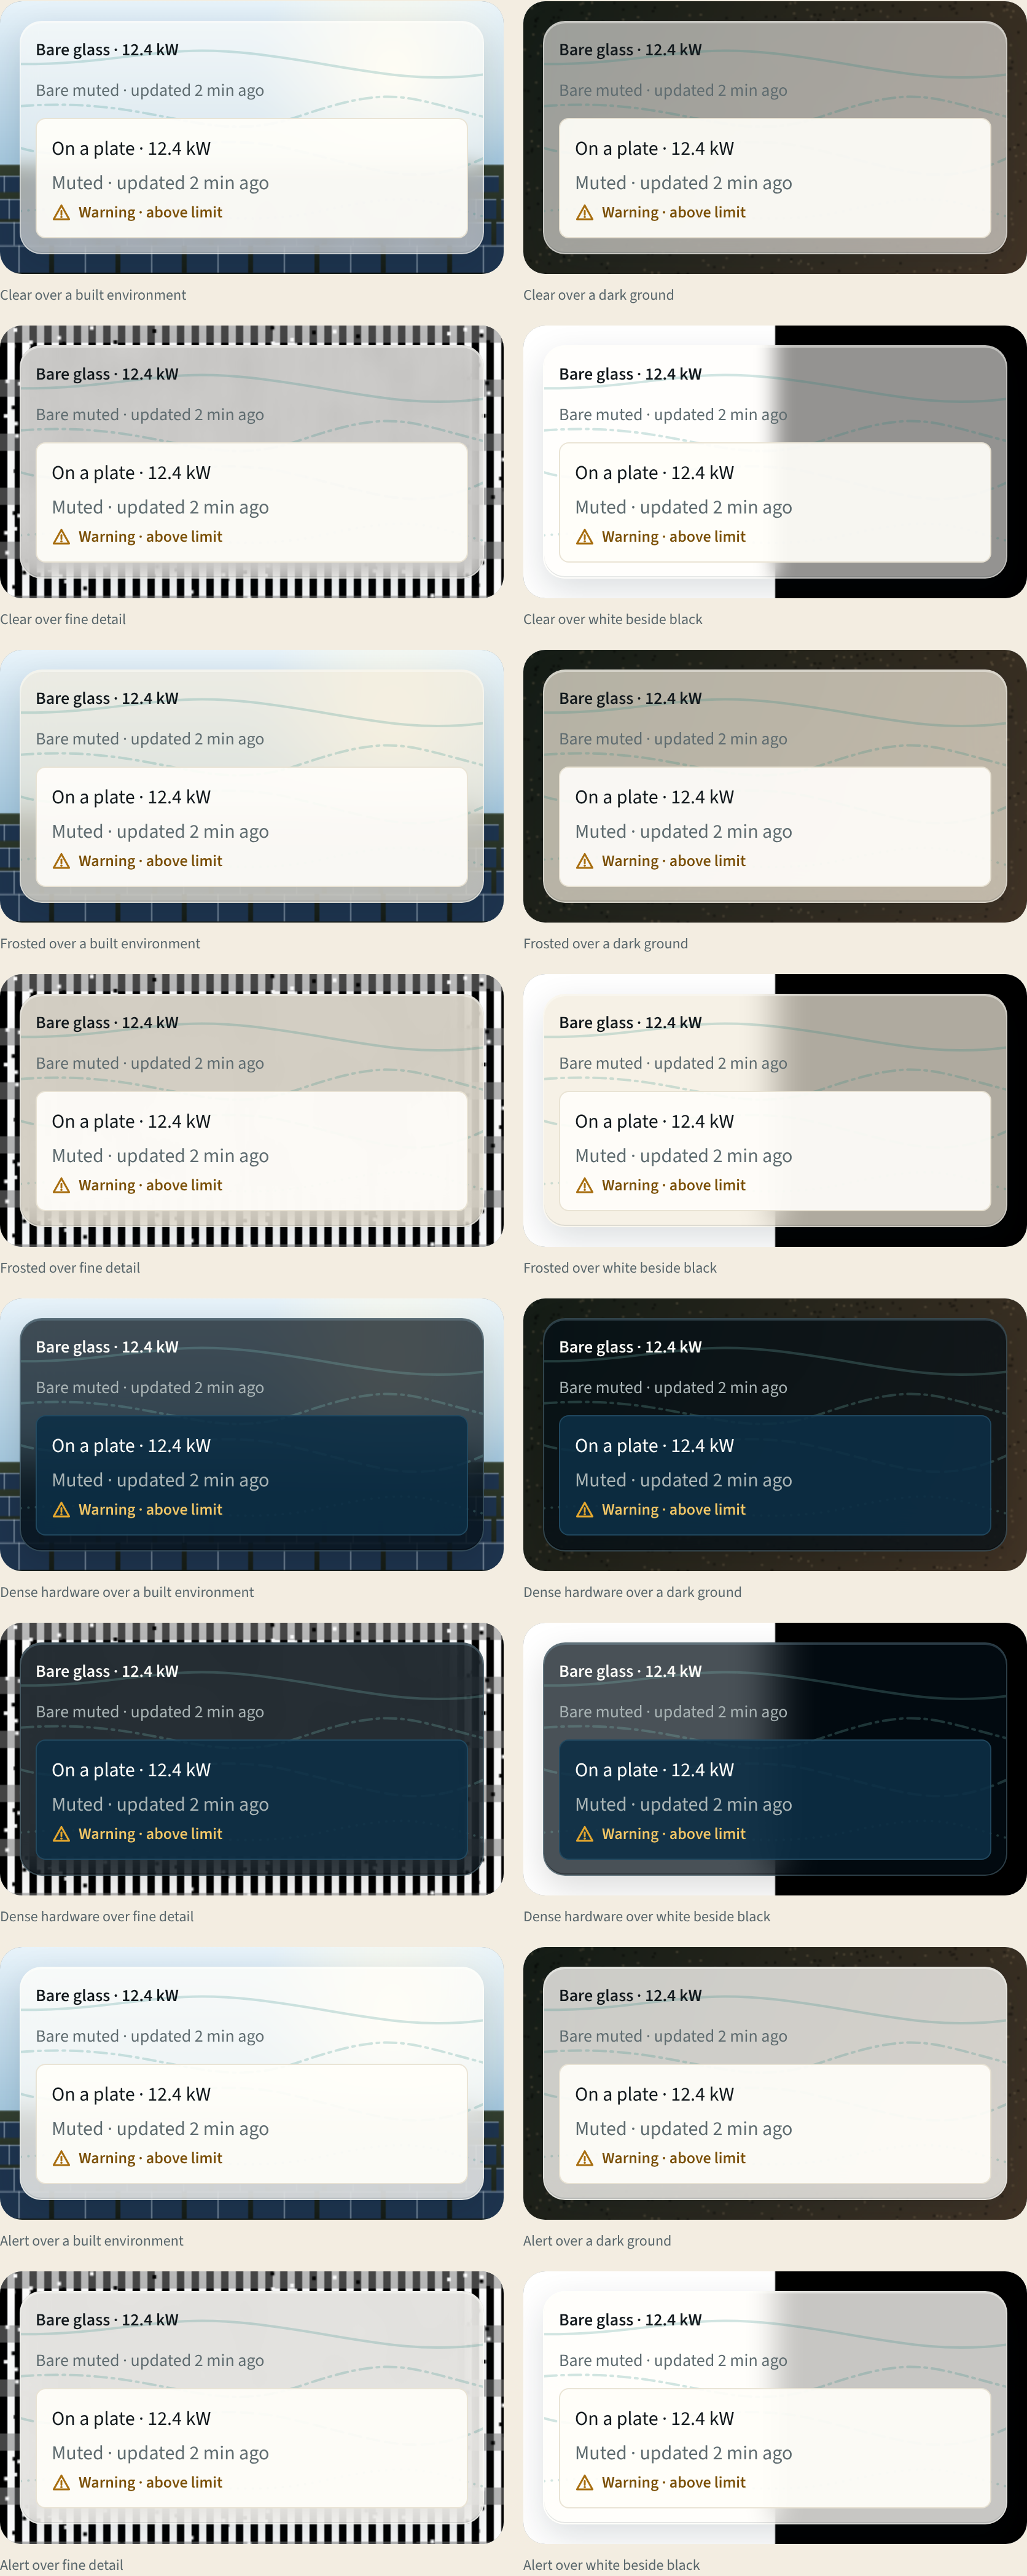 Bare glass · 12.4 kW
Bare muted · updated 2 min ago
On a plate · 12.4 kW
Muted · updated 2 min ago
Warning · above limit
Clear over a built environment
Bare glass · 12.4 kW
Bare muted · updated 2 min ago
On a plate · 12.4 kW
Muted · updated 2 min ago
Warning · above limit
Clear over a dark ground
Bare glass · 12.4 kW
Bare muted · updated 2 min ago
On a plate · 12.4 kW
Muted · updated 2 min ago
Warning · above limit
Clear over fine detail
Bare glass · 12.4 kW
Bare muted · updated 2 min ago
On a plate · 12.4 kW
Muted · updated 2 min ago
Warning · above limit
Clear over white beside black
Bare glass · 12.4 kW
Bare muted · updated 2 min ago
On a plate · 12.4 kW
Muted · updated 2 min ago
Warning · above limit
Frosted over a built environment
Bare glass · 12.4 kW
Bare muted · updated 2 min ago
On a plate · 12.4 kW
Muted · updated 2 min ago
Warning · above limit
Frosted over a dark ground
Bare glass · 12.4 kW
Bare muted · updated 2 min ago
On a plate · 12.4 kW
Muted · updated 2 min ago
Warning · above limit
Frosted over fine detail
Bare glass · 12.4 kW
Bare muted · updated 2 min ago
On a plate · 12.4 kW
Muted · updated 2 min ago
Warning · above limit
Frosted over white beside black
Bare glass · 12.4 kW
Bare muted · updated 2 min ago
On a plate · 12.4 kW
Muted · updated 2 min ago
Warning · above limit
Dense hardware over a built environment
Bare glass · 12.4 kW
Bare muted · updated 2 min ago
On a plate · 12.4 kW
Muted · updated 2 min ago
Warning · above limit
Dense hardware over a dark ground
Bare glass · 12.4 kW
Bare muted · updated 2 min ago
On a plate · 12.4 kW
Muted · updated 2 min ago
Warning · above limit
Dense hardware over fine detail
Bare glass · 12.4 kW
Bare muted · updated 2 min ago
On a plate · 12.4 kW
Muted · updated 2 min ago
Warning · above limit
Dense hardware over white beside black
Bare glass · 12.4 kW
Bare muted · updated 2 min ago
On a plate · 12.4 kW
Muted · updated 2 min ago
Warning · above limit
Alert over a built environment
Bare glass · 12.4 kW
Bare muted · updated 2 min ago
On a plate · 12.4 kW
Muted · updated 2 min ago
Warning · above limit
Alert over a dark ground
Bare glass · 12.4 kW
Bare muted · updated 2 min ago
On a plate · 12.4 kW
Muted · updated 2 min ago
Warning · above limit
Alert over fine detail
Bare glass · 12.4 kW
Bare muted · updated 2 min ago
On a plate · 12.4 kW
Muted · updated 2 min ago
Warning · above limit
Alert over white beside black